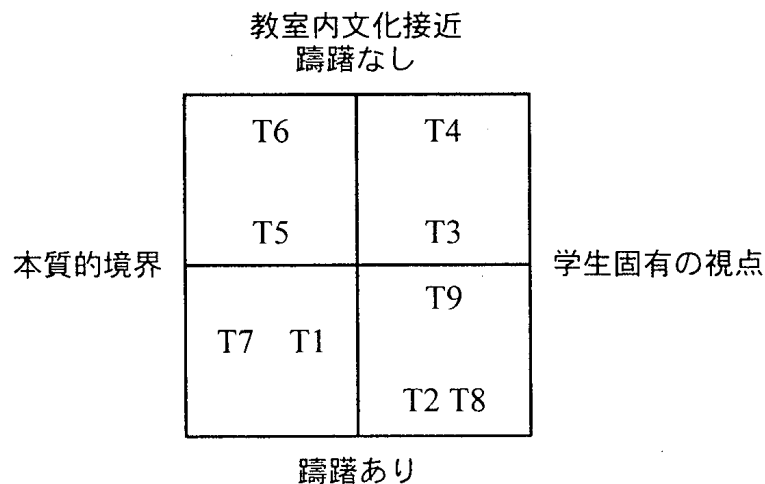 教室内文化接近
躊躇なし
T6 T4
T5 T3
本質的境界 学生固有の視点
T9
T7 T1
T2 T8
躊躇あり